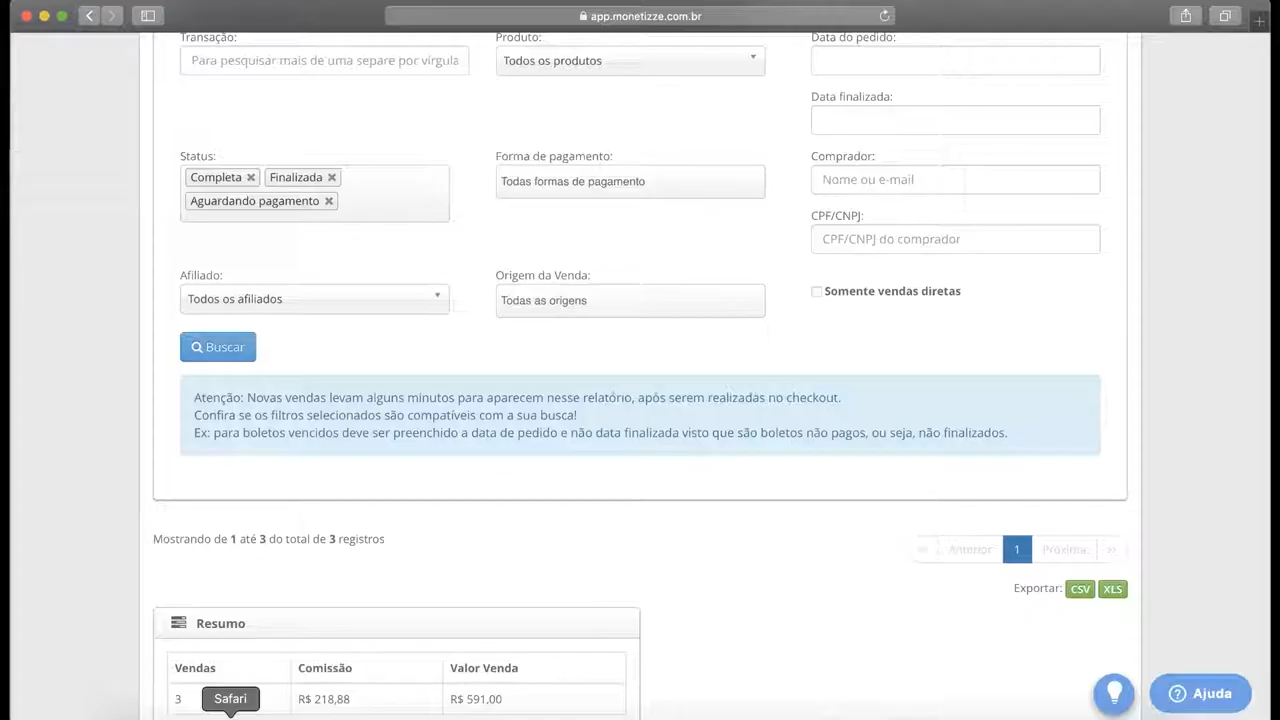 app.monetizze.com.br
Transação:
Produto:
Data do pedido:
Para pesquisar mais de uma separe por vírgula
Todos os produtos
Data finalizada:
Status:
Forma de pagamento:
Comprador:
Completa ✖ Finalizada ✖
Todas formas de pagamento
Nome ou e-mail
Aguardando pagamento ✖
CPF/CNPJ:
CPF/CNPJ do comprador
Afiliado:
Origem da Venda:
Todos os afiliados
Todas as origens
Somente vendas diretas
Buscar
Atenção: Novas vendas levam alguns minutos para aparecem nesse relatório, após serem realizadas no checkout.
Confira se os filtros selecionados são compatíveis com a sua busca!
Ex: para boletos vencidos deve ser preenchido a data de pedido e não data finalizada visto que são boletos não pagos, ou seja, não finalizados.
Mostrando de 1 até 3 do total de 3 registros
« Anterior 1 Próxima »
Exportar: CSV XLS
Resumo
Vendas Comissão Valor Venda
3 R$ 218,88 R$ 591,00
Safari
Ajuda